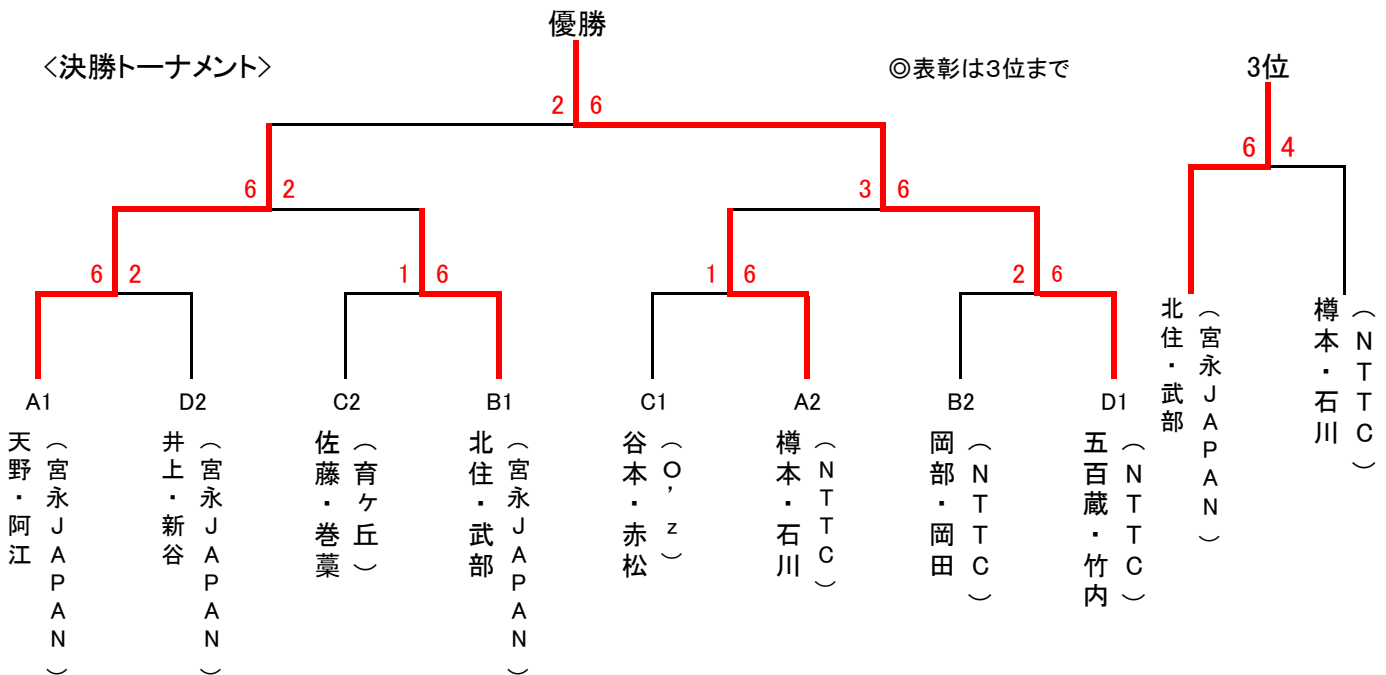 優勝
<決勝トーナメント>
◎表彰は3位まで
3位
2 6
6 4
6 2
3 6
6 2
1 6
1 6
2 6
A1
D2
C2
B1
C1
A2
B2
D1
天野・阿江
(宮永JAPAN)
井上・新谷
(宮永JAPAN)
佐藤・巻藁
(育ヶ丘)
北住・武部
(宮永JAPAN)
谷本・赤松
(O'z)
樽本・石川
(NTTC)
岡部・岡田
(NTTC)
五百蔵・竹内
(NTTC)
北住・武部
(宮永JAPAN)
樽本・石川
(NTTC)